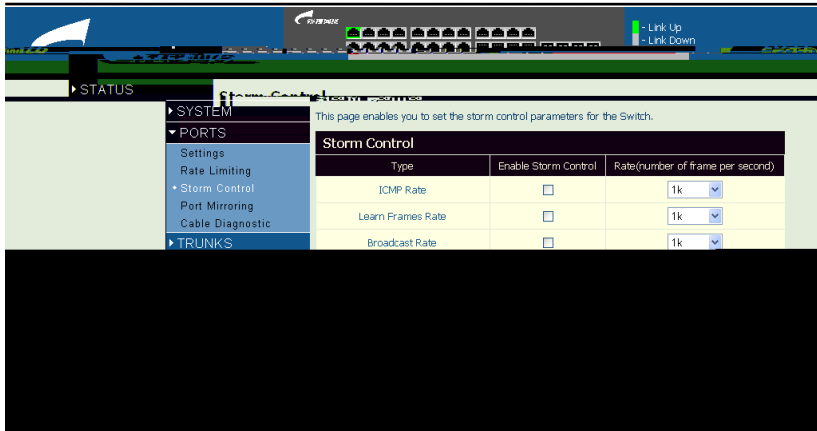 - Link Up
- Link Down
STATUS
Storm Control
SYSTEM
This page enables you to set the storm control parameters for the Switch.
PORTS
Storm Control
Settings
Type Enable Storm Control Rate(number of frame per second)
Rate Limiting
Storm Control
ICMP Rate 1k
Port Mirroring
Learn Frames Rate 1k
Cable Diagnostic
TRUNKS
Broadcast Rate 1k